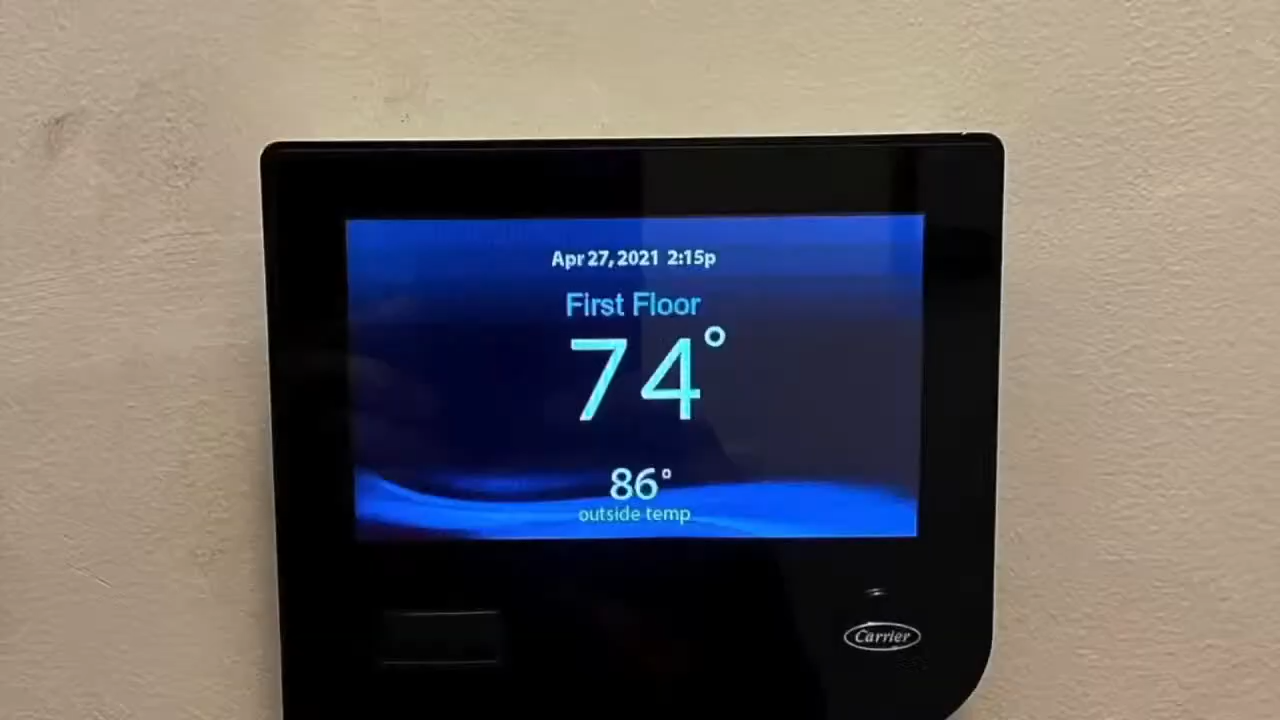 Apr 27, 2021 2:15p
First Floor
74°
86°
outside temp
Carrier